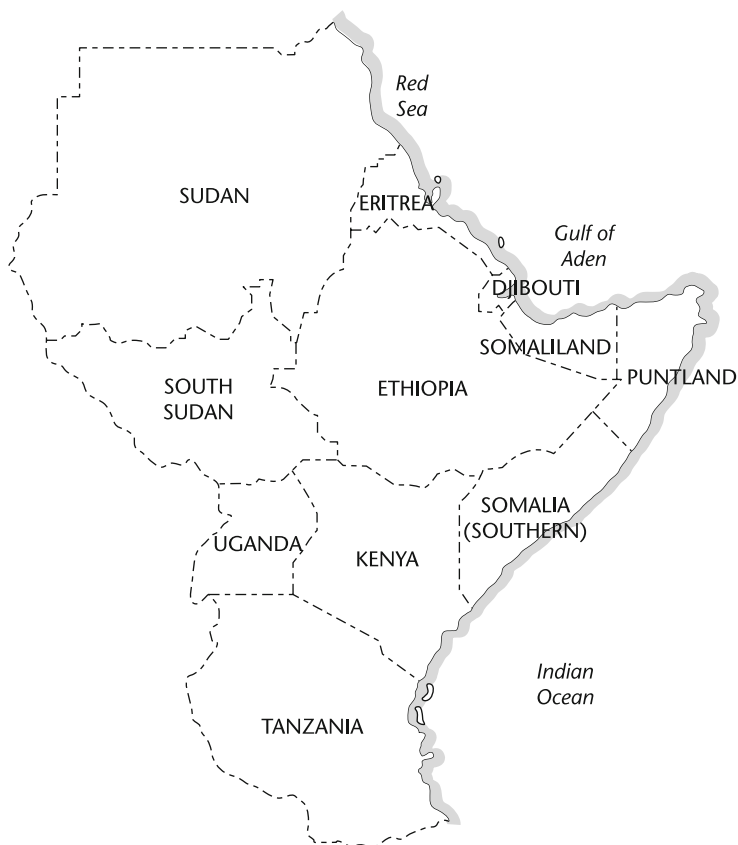 Red
Sea
SUDAN
ERITREA
Gulf of
Aden
DJIBOUTI
SOMALILAND
PUNTLAND
SOUTH
SUDAN
ETHIOPIA
SOMALIA
(SOUTHERN)
UGANDA
KENYA
Indian
Ocean
TANZANIA